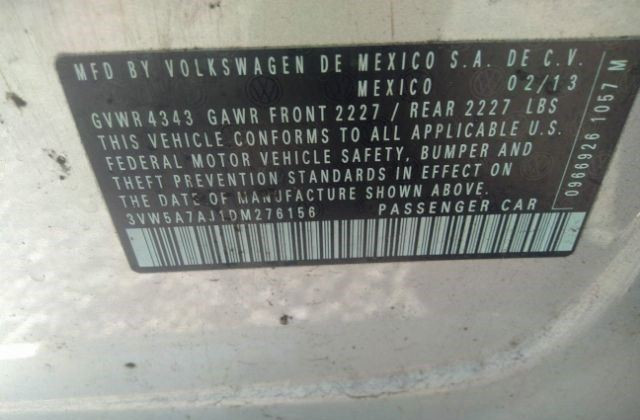 MFD BY VOLKSWAGEN DE MEXICO S.A. DE C.V.
MEXICO 02/13
GVWR 4343 GAWR FRONT 2227 / REAR 2227 LBS
THIS VEHICLE CONFORMS TO ALL APPLICABLE U.S.
FEDERAL MOTOR VEHICLE SAFETY, BUMPER AND
THEFT PREVENTION STANDARDS IN EFFECT ON
THE DATE OF MANUFACTURE SHOWN ABOVE.
3VW5A7AJ1DM276156 PASSENGER CAR
0966926 1057 M